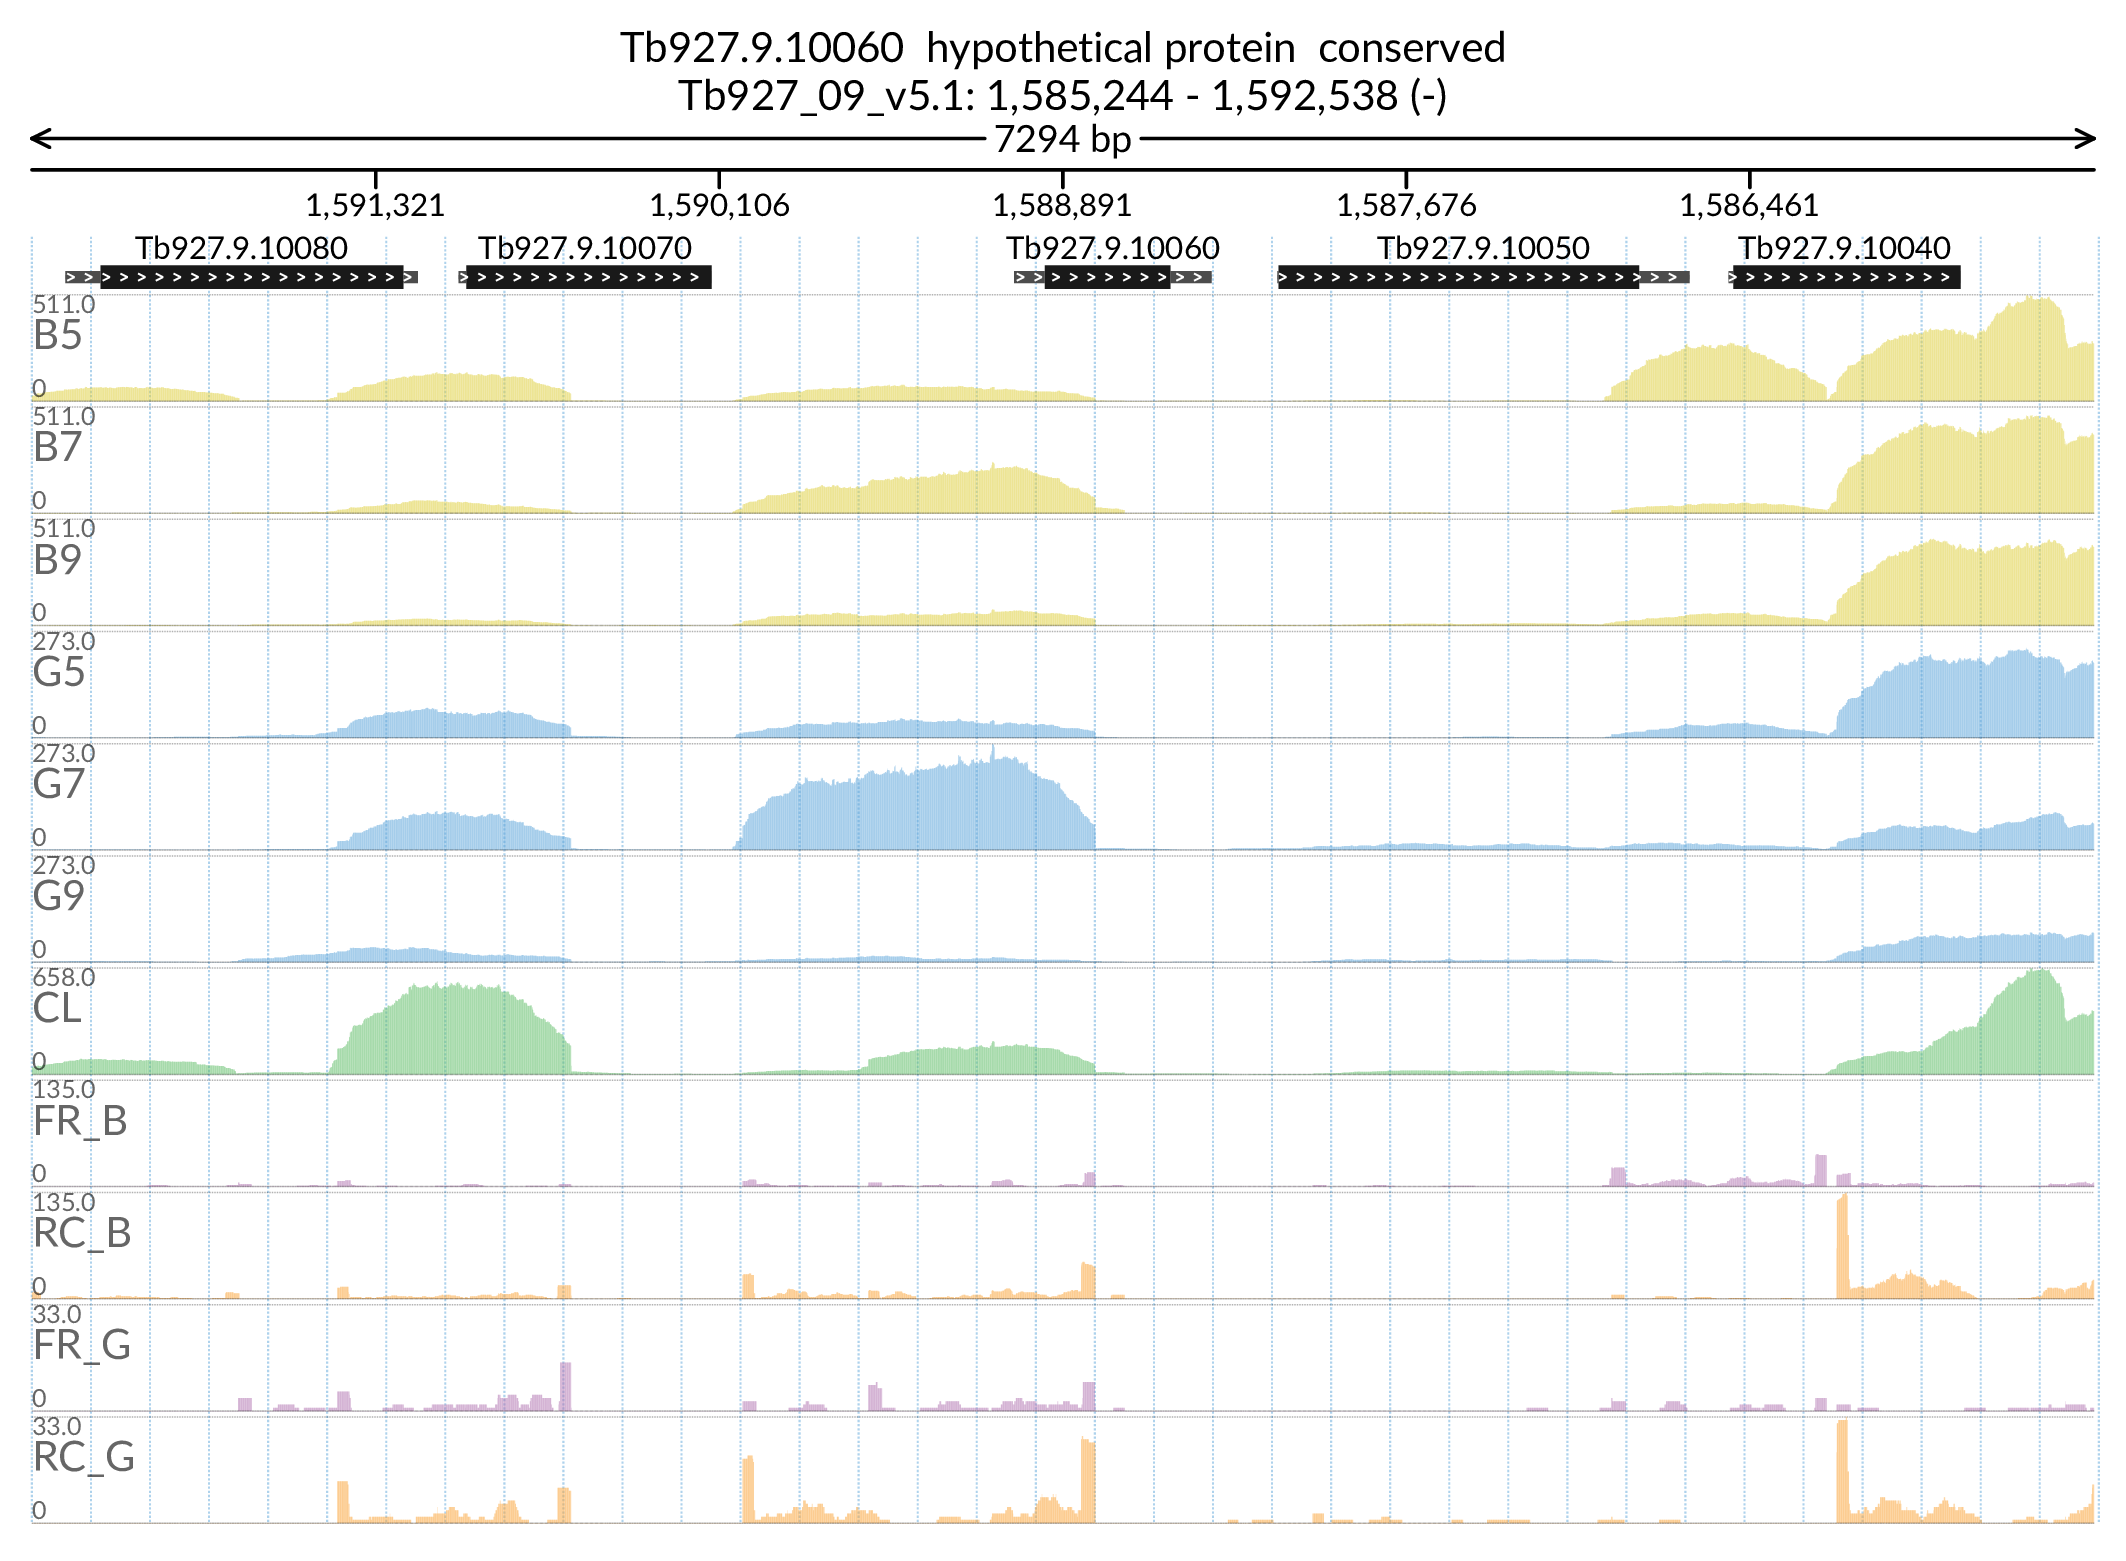 Tb927.9.10060 hypothetical protein conserved
Tb927_09_v5.1: 1,585,244 - 1,592,538 (-)
7294 bp
1,591,321 1,590,106 1,588,891 1,587,676 1,586,461
Tb927.9.10080 Tb927.9.10070 Tb927.9.10060 Tb927.9.10050 Tb927.9.10040
511.0
B5
0
511.0
B7
0
511.0
B9
0
273.0
G5
0
273.0
G7
0
273.0
G9
0
658.0
CL
0
135.0
FR_B
0
135.0
RC_B
0
33.0
FR_G
0
33.0
RC_G
0